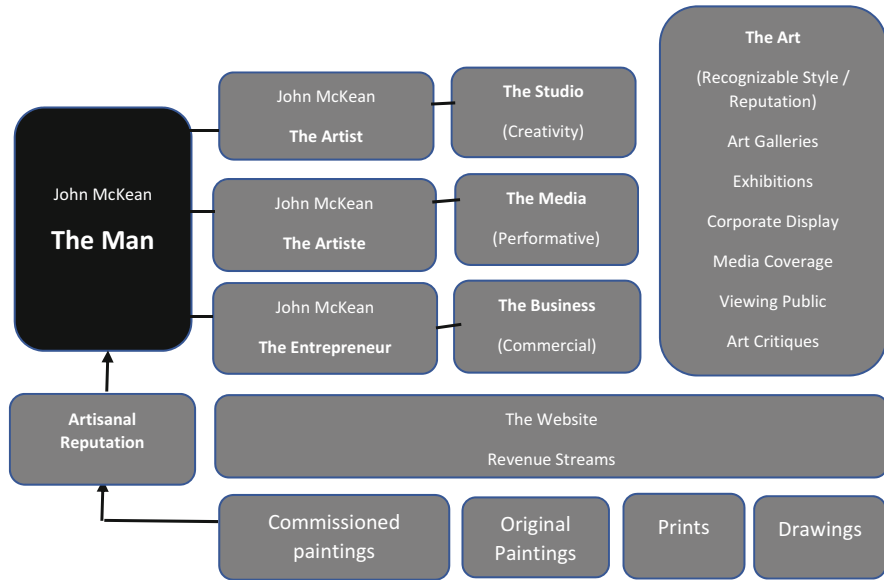 John McKean
The Man
John McKean
The Artist
The Studio
(Creativity)
John McKean
The Artiste
The Media
(Performative)
John McKean
The Entrepreneur
The Business
(Commercial)
The Art
(Recognizable Style /
Reputation)
Art Galleries
Exhibitions
Corporate Display
Media Coverage
Viewing Public
Art Critiques
Artisanal
Reputation
The Website
Revenue Streams
Commissioned
paintings
Original
Paintings
Prints
Drawings